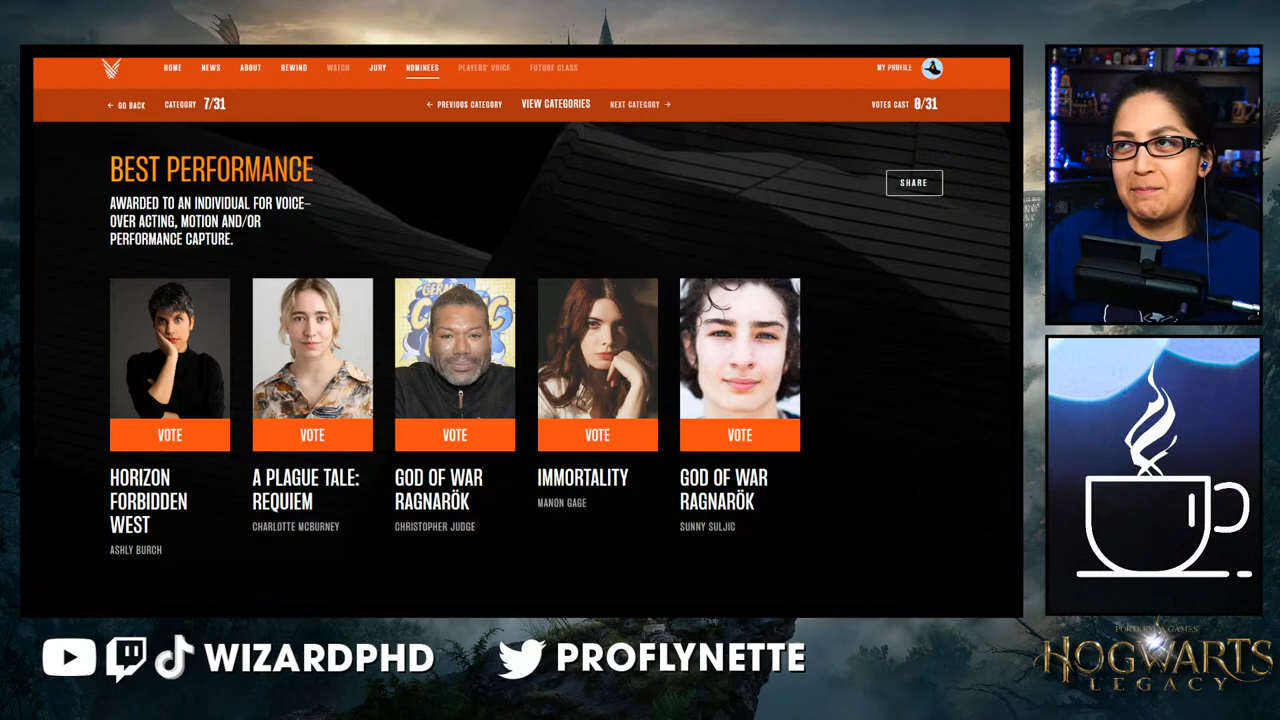 HOME NEWS ABOUT REWIND WATCH JURY NOMINEES PLAYERS' VOICE FUTURE CLASS MY PROFILE
← GO BACK CATEGORY 7/31 ← PREVIOUS CATEGORY VIEW CATEGORIES NEXT CATEGORY → VOTES CAST 0/31
BEST PERFORMANCE
SHARE
AWARDED TO AN INDIVIDUAL FOR VOICE-
OVER ACTING, MOTION AND/OR
PERFORMANCE CAPTURE.
VOTE VOTE VOTE VOTE VOTE
HORIZON
FORBIDDEN
WEST
ASHLY BURCH
A PLAGUE TALE:
REQUIEM
CHARLOTTE MCBURNEY
GOD OF WAR
RAGNARÖK
CHRISTOPHER JUDGE
IMMORTALITY
MANON GAGE
GOD OF WAR
RAGNARÖK
SUNNY SULJIC
WIZARDPHD
PROFLYNETTE
PORTKEY GAMES
HOGWARTS
LEGACY